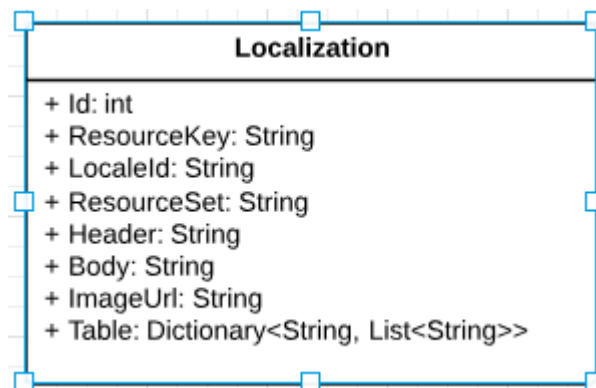 Localization
+ Id: int
+ ResourceKey: String
+ LocaleId: String
+ ResourceSet: String
+ Header: String
+ Body: String
+ ImageUrl: String
+ Table: Dictionary<String, List<String>>